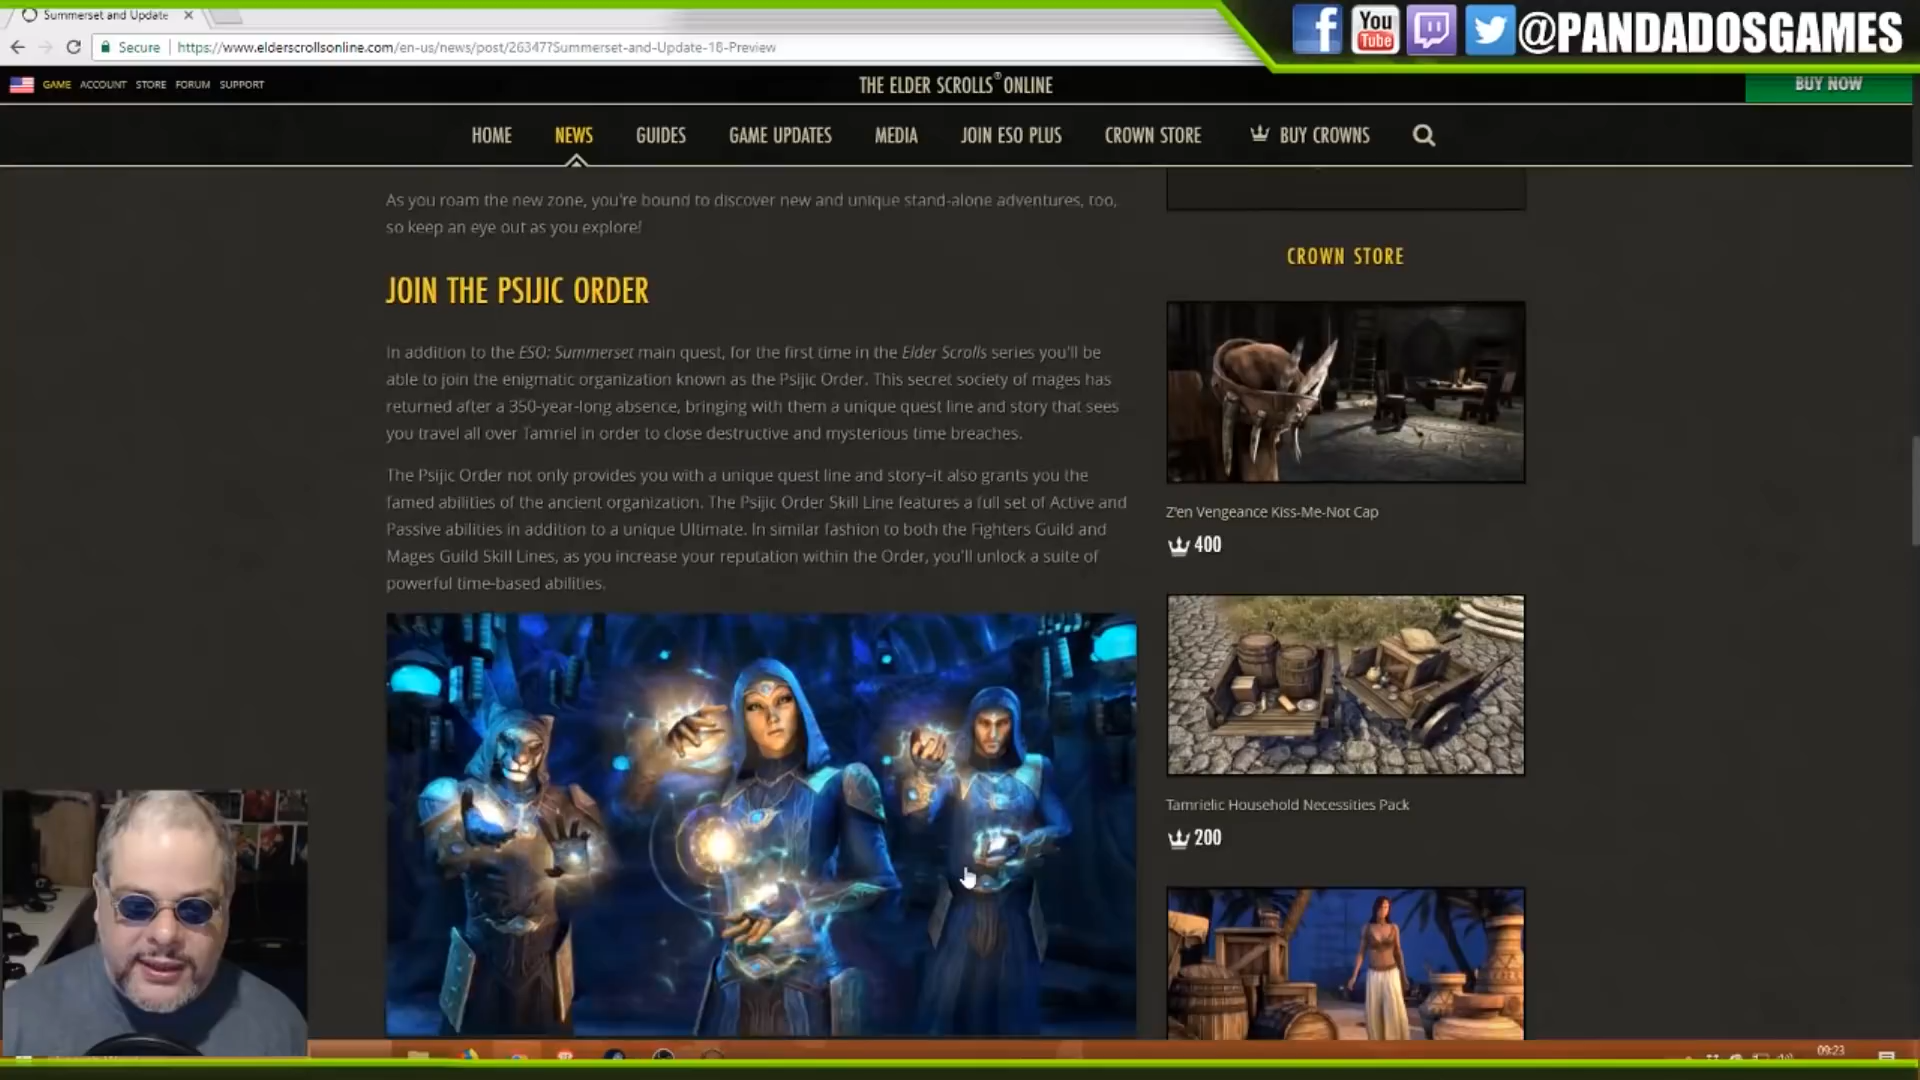 Summerset and Update
Secure https://www.elderscrollsonline.com/en-us/news/post/26347?Summerset-and-Update-18-Preview
You
Tube
@PANDADOSGAMES
GAME ACCOUNT STORE FORUM SUPPORT
THE ELDER SCROLLS® ONLINE
BUY NOW
HOME NEWS GUIDES GAME UPDATES MEDIA JOIN ESO PLUS CROWN STORE BUY CROWNS
As you roam the new zone, you're bound to discover new and unique stand-alone adventures, too,
so keep an eye out as you explore!
JOIN THE PSIJIC ORDER
In addition to the ESO: Summerset main quest, for the first time in the Elder Scrolls series you'll be
able to join the enigmatic organization known as the Psijic Order. This secret society of mages has
returned after a 350-year-long absence, bringing with them a unique quest line and story that sees
you travel all over Tamriel in order to close destructive and mysterious time breaches.
The Psijic Order not only provides you with a unique quest line and story–it also grants you the
famed abilities of the ancient organization. The Psijic Order Skill Line features a full set of Active and
Passive abilities in addition to a unique Ultimate. In similar fashion to both the Fighters Guild and
Mages Guild Skill Lines, as you increase your reputation within the Order, you'll unlock a suite of
powerful time-based abilities.
CROWN STORE
Z'en Vengeance Kiss-Me-Not Cap
400
Tamrielic Household Necessities Pack
200
09:23